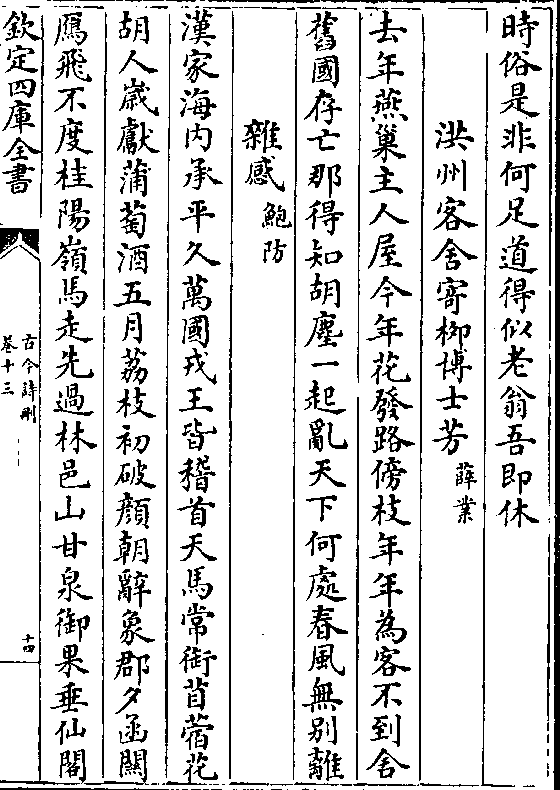 時俗是非何足道得似老翁吾即休
洪州客舍寄栁博士芳 薛業
去年燕巢主人屋今年花發路傍枝年年為客不到舍
舊國存亡那得知胡塵一起亂天下何處春風無别離
雜感 鮑防
漢家海内承平久萬國戎王皆稽首天馬常銜苜蓿花
胡人嵗獻蒲萄酒五月荔枝初破顔朝辭象郡夕函關
鴈飛不度桂陽嶺馬走先過林邑山甘泉御果垂仙閣
欽定四庫全書
古今詩刪
卷十三
十四